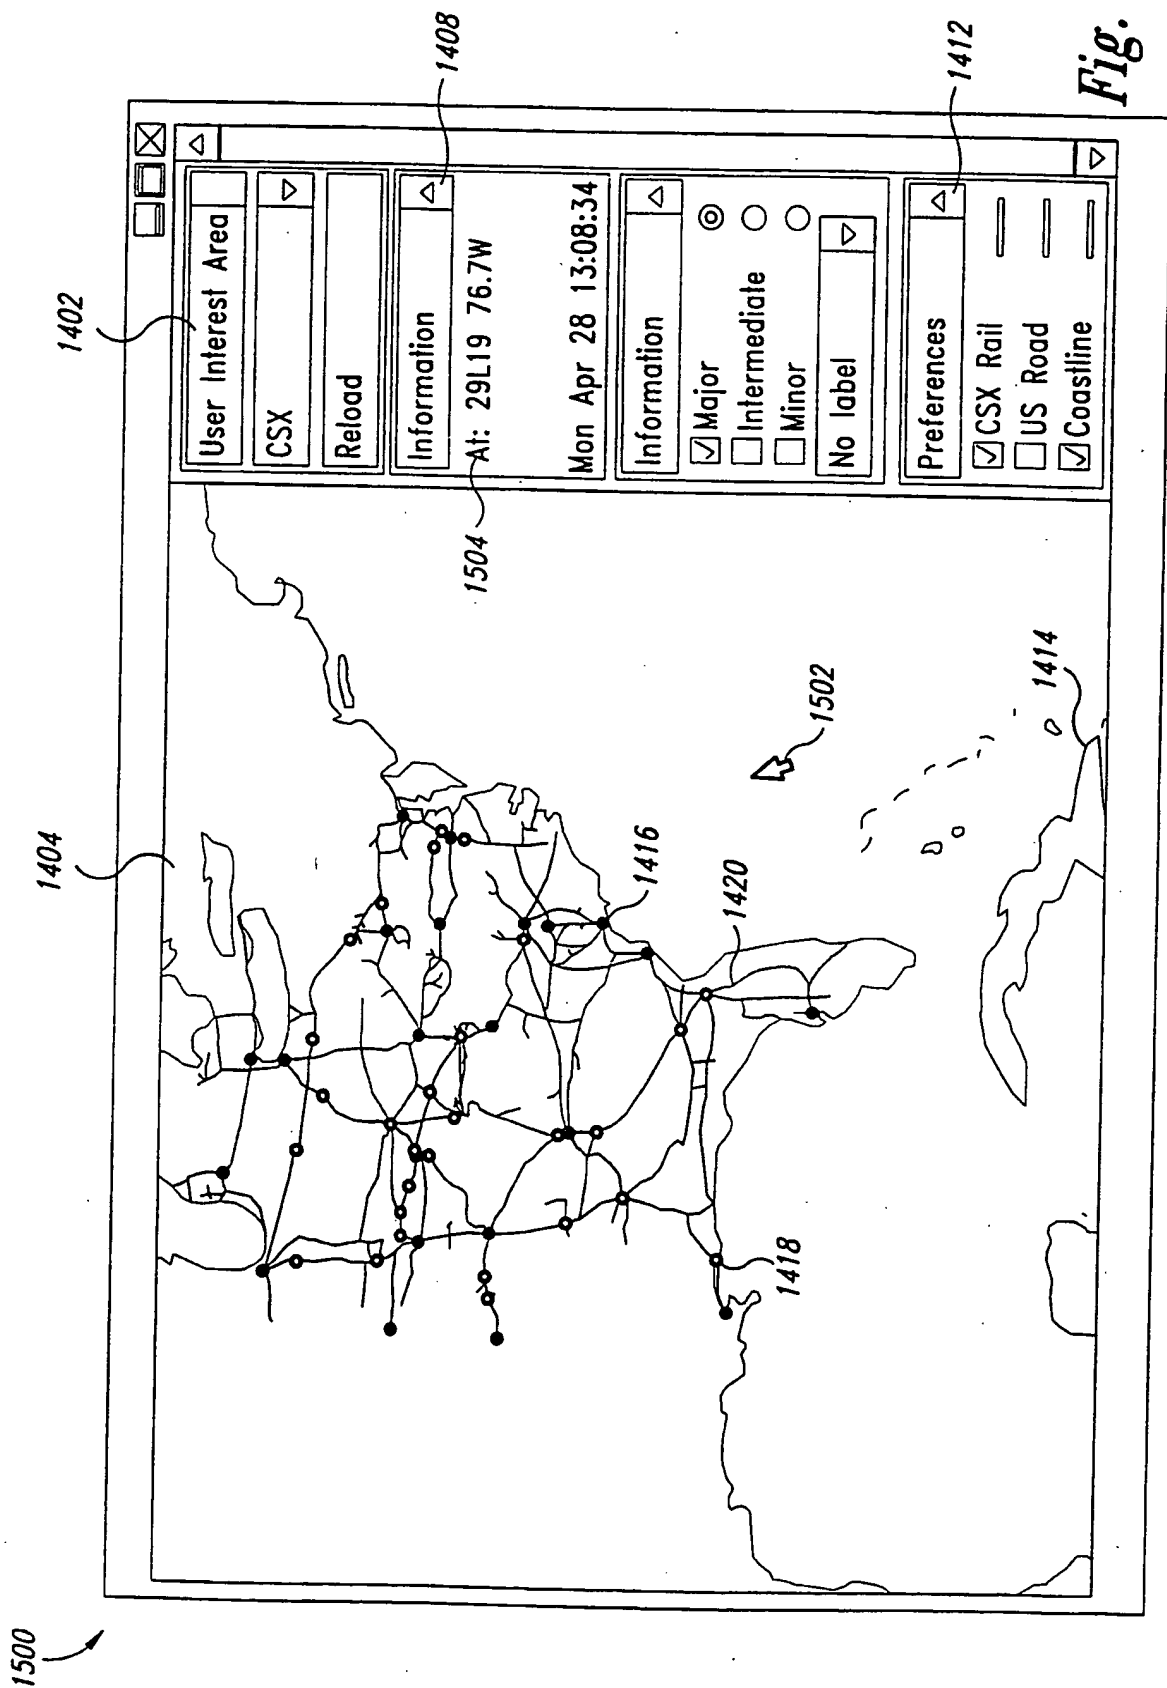 1500
1404
1402
User Interest Area
CSX
Reload
Information
1408
At: 29L19 76.7W
1504
Mon Apr 28 13:08:34
Information
Major
Intermediate
Minor
No label
Preferences
1412
CSX Rail
US Road
Coastline
1416
1420
1418
1502
1414
Fig.